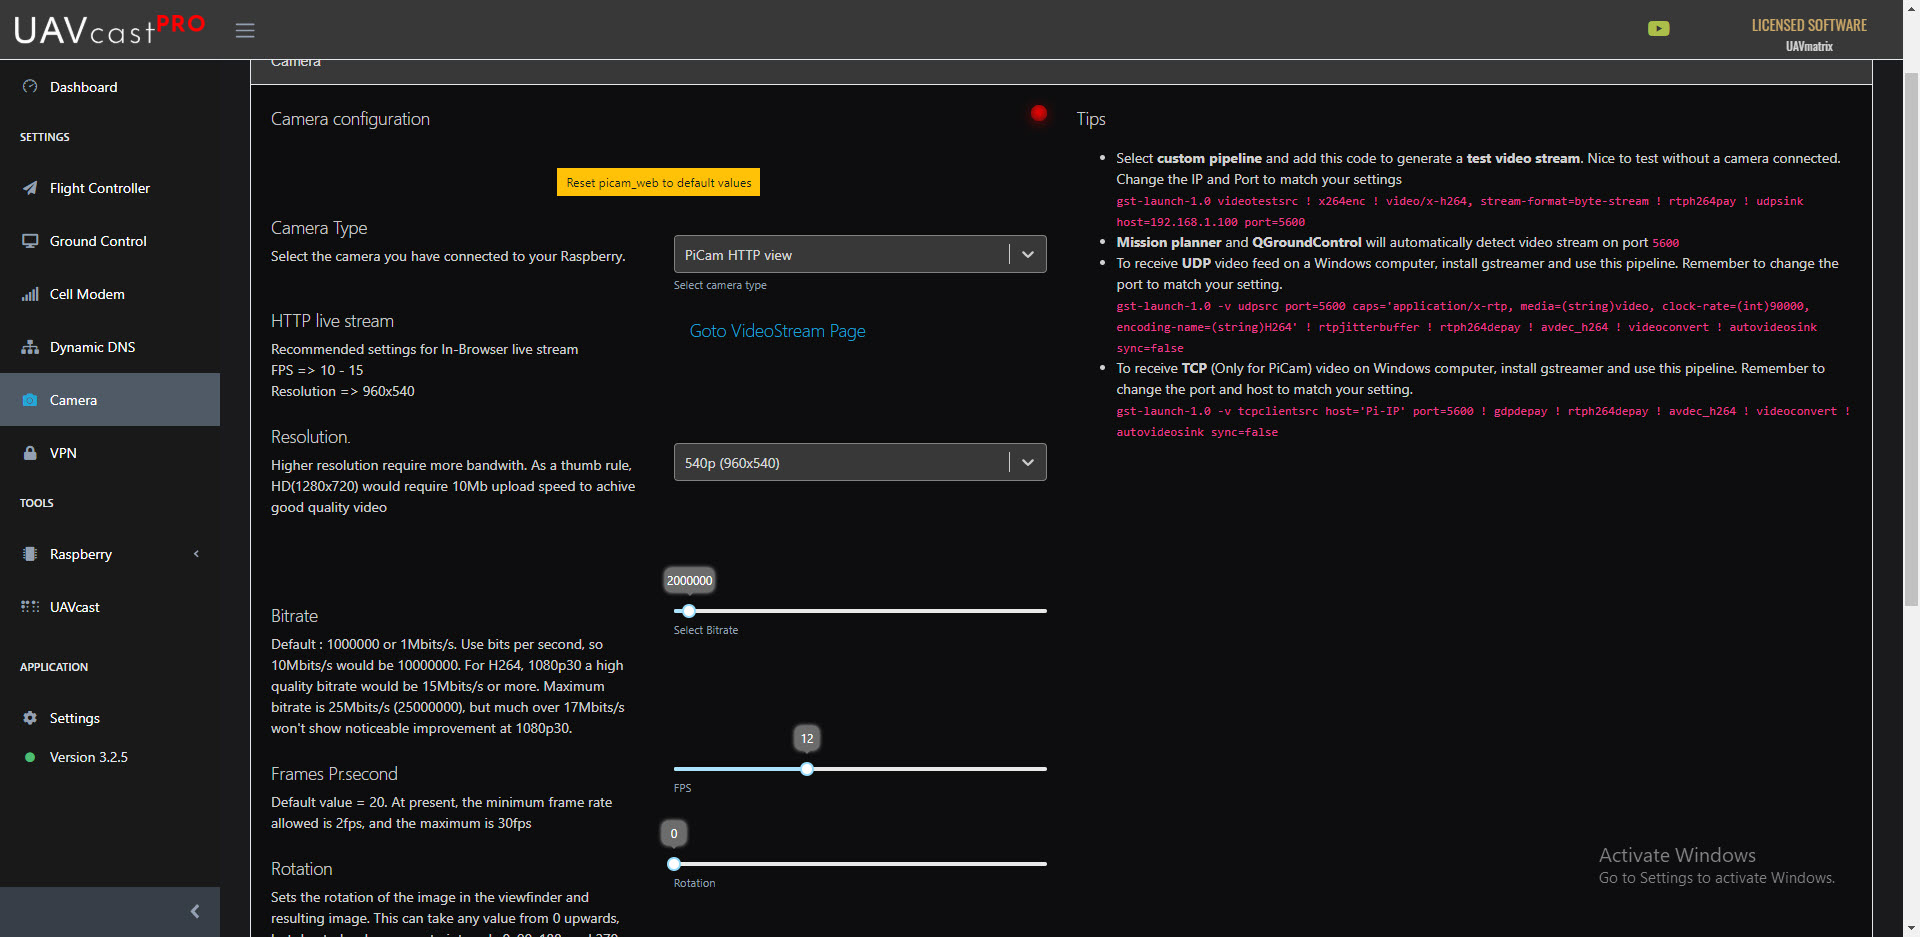 UAVcastPRO
LICENSED SOFTWARE
UAVmatrix
Dashboard
SETTINGS
Flight Controller
Ground Control
Cell Modem
Dynamic DNS
Camera
VPN
TOOLS
Raspberry
UAVcast
APPLICATION
Settings
Version 3.2.5
Camera
Camera configuration
Reset picam_web to default values
Camera Type
Select the camera you have connected to your Raspberry.
PiCam HTTP view
Select camera type
HTTP live stream
Goto VideoStream Page
Recommended settings for In-Browser live stream
FPS => 10 - 15
Resolution => 960x540
Resolution.
Higher resolution require more bandwith. As a thumb rule,
HD(1280x720) would require 10Mb upload speed to achive
good quality video
540p (960x540)
2000000
Select Bitrate
Bitrate
Default : 1000000 or 1Mbits/s. Use bits per second, so
10Mbits/s would be 10000000. For H264, 1080p30 a high
quality bitrate would be 15Mbits/s or more. Maximum
bitrate is 25Mbits/s (25000000), but much over 17Mbits/s
won't show noticeable improvement at 1080p30.
12
FPS
Frames Pr.second
Default value = 20. At present, the minimum frame rate
allowed is 2fps, and the maximum is 30fps
0
Rotation
Rotation
Sets the rotation of the image in the viewfinder and
resulting image. This can take any value from 0 upwards,
Tips
Select custom pipeline and add this code to generate a test video stream. Nice to test without a camera connected.
Change the IP and Port to match your settings
gst-launch-1.0 videotestsrc ! x264enc ! video/x-h264, stream-format=byte-stream ! rtph264pay ! udpsink
host=192.168.1.100 port=5600
Mission planner and QGroundControl will automatically detect video stream on port 5600
To receive UDP video feed on a Windows computer, install gstreamer and use this pipeline. Remember to change the
port to match your setting.
gst-launch-1.0 -v udpsrc port=5600 caps='application/x-rtp, media=(string)video, clock-rate=(int)90000,
encoding-name=(string)H264' ! rtpjitterbuffer ! rtph264depay ! avdec_h264 ! videoconvert ! autovideosink
sync=false
To receive TCP (Only for PiCam) video on Windows computer, install gstreamer and use this pipeline. Remember to
change the port and host to match your setting.
gst-launch-1.0 -v tcpclientsrc host='Pi-IP' port=5600 ! gdpdepay ! rtph264depay ! avdec_h264 ! videoconvert !
autovideosink sync=false
Activate Windows
Go to Settings to activate Windows.